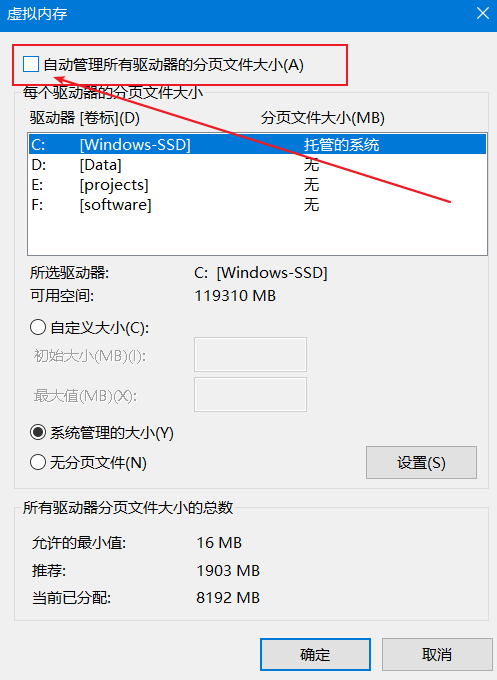 虚拟内存
自动管理所有驱动器的分页文件大小(A)
每个驱动器的分页文件大小
驱动器 [卷标](D) 分页文件大小(MB)
C: [Windows-SSD] 托管的系统
D: [Data] 无
E: [projects] 无
F: [software] 无
所选驱动器: C: [Windows-SSD]
可用空间: 119310 MB
自定义大小(C):
初始大小(MB)(I):
最大值(MB)(X):
系统管理的大小(Y)
无分页文件(N) 设置(S)
所有驱动器分页文件大小的总数
允许的最小值: 16 MB
推荐: 1903 MB
当前已分配: 8192 MB
确定 取消